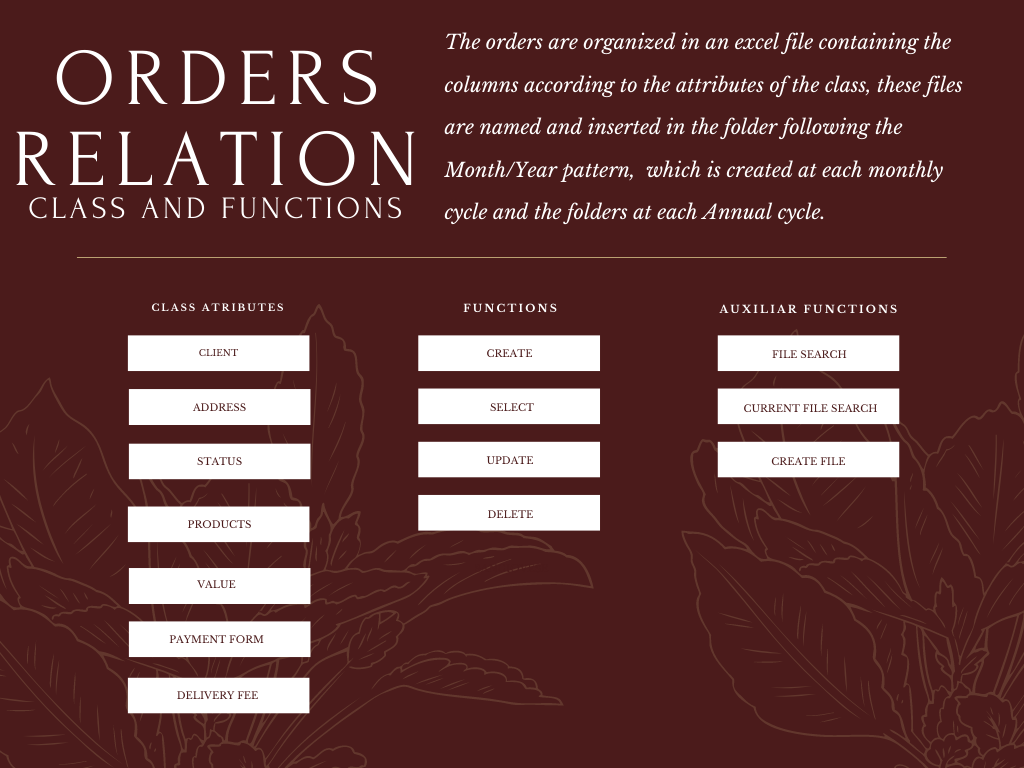 ORDERS
RELATION
CLASS AND FUNCTIONS
The orders are organized in an excel file containing the
columns according to the attributes of the class, these files
are named and inserted in the folder following the
Month/Year pattern,  which is created at each monthly
cycle and the folders at each Annual cycle.
CLASS ATRIBUTES
CLIENT
ADDRESS
STATUS
PRODUCTS
VALUE
PAYMENT FORM
DELIVERY FEE
FUNCTIONS
CREATE
SELECT
UPDATE
DELETE
AUXILIAR FUNCTIONS
FILE SEARCH
CURRENT FILE SEARCH
CREATE FILE